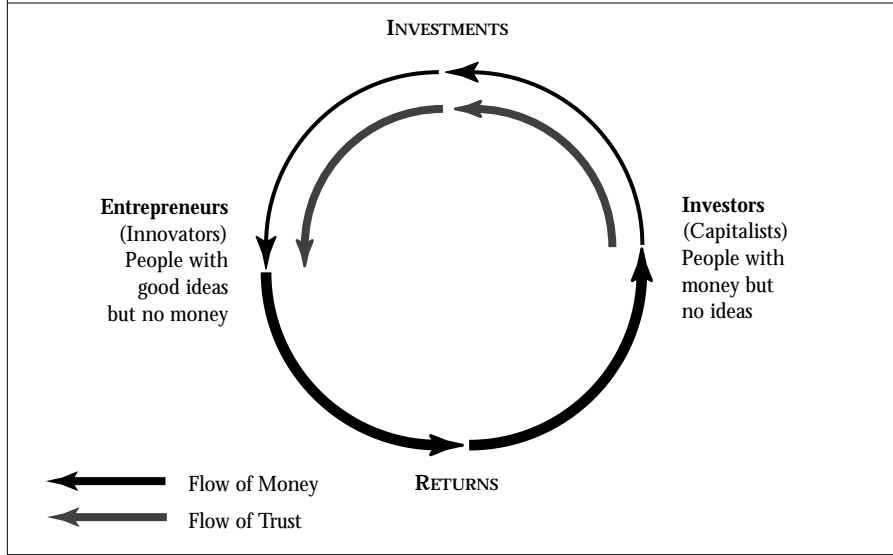 INVESTMENTS
Entrepreneurs
(Innovators)
People with
good ideas
but no money
Investors
(Capitalists)
People with
money but
no ideas
RETURNS
Flow of Money
Flow of Trust